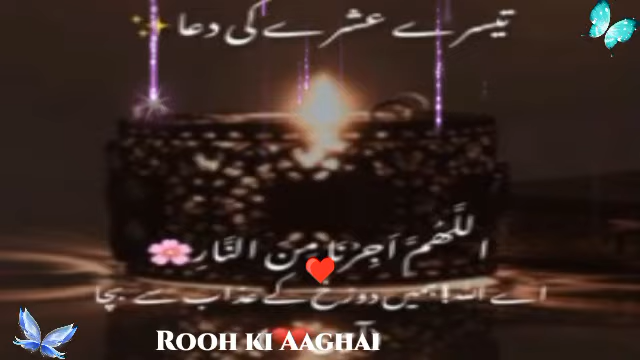 تیسرے عشرے کی دعا
اللَّهُمَّ اَجِرْنَا مِنَ النَّارِ
اے اللہ! ہمیں دوزخ کے عذاب سے بچا
ROOH KI AAGHAI